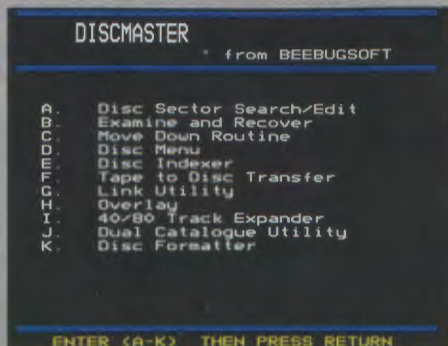 DISCMASTER
from BEEBUGSOFT
A. Disc Sector Search/Edit
B. Examine and Recover
C. Move Down Routine
D. Disc Menu
E. Disc Indexer
F. Tape to Disc Transfer
G. Link Utility
H. Overlay
I. 40/80 Track Expander
J. Dual Catalogue Utility
K. Disc Formatter
ENTER (A-K) THEN PRESS RETURN